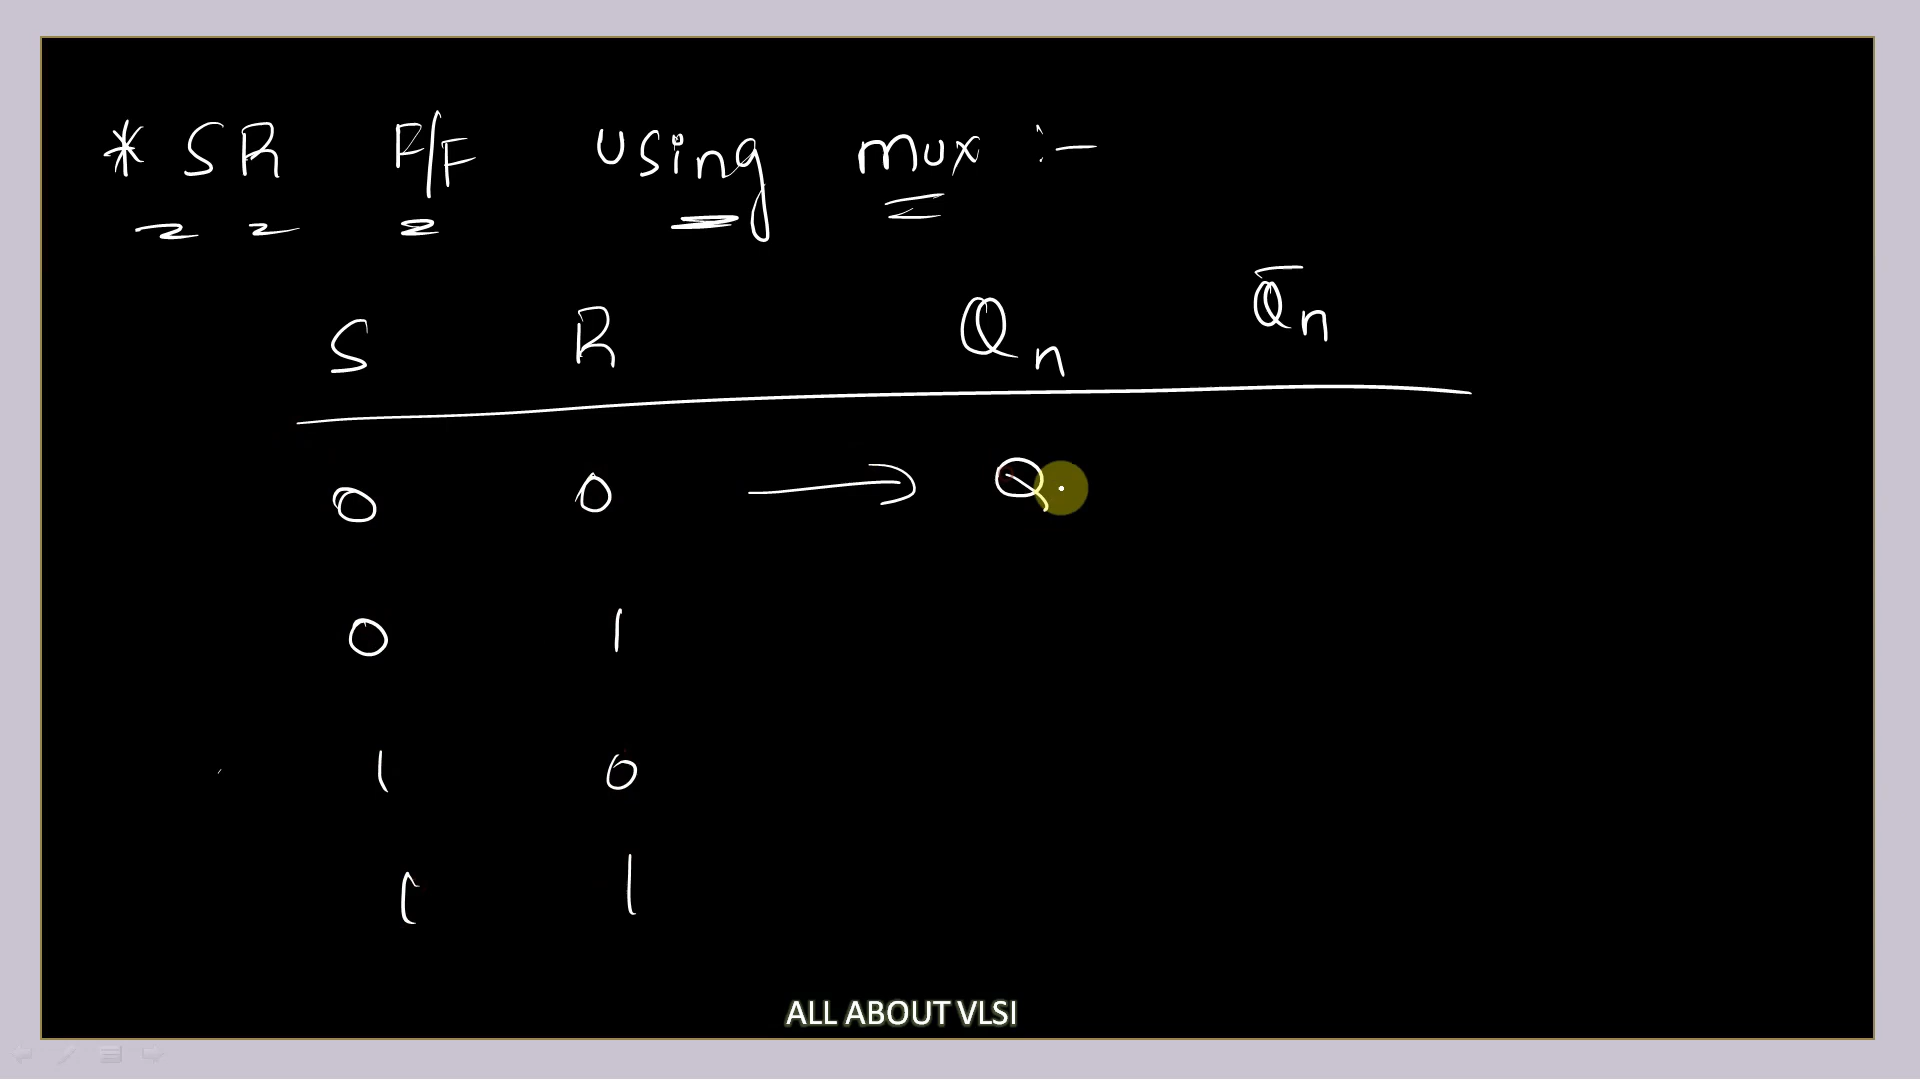 * SR F/F using mux :-
S R Qn Q̅n
0 0 → Q
0 1
1 0
1 1
ALL ABOUT VLSI